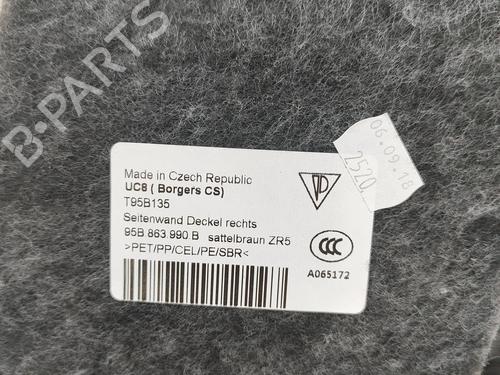 B-PARTS
06.09.18
2520
Made in Czech Republic
UC8 ( Borgers CS)
T95B135
Seitenwand Deckel rechts
95B 863 990 B sattelbraun ZR5
>PET/PP/CEL/PE/SBR<
CCC
A065172